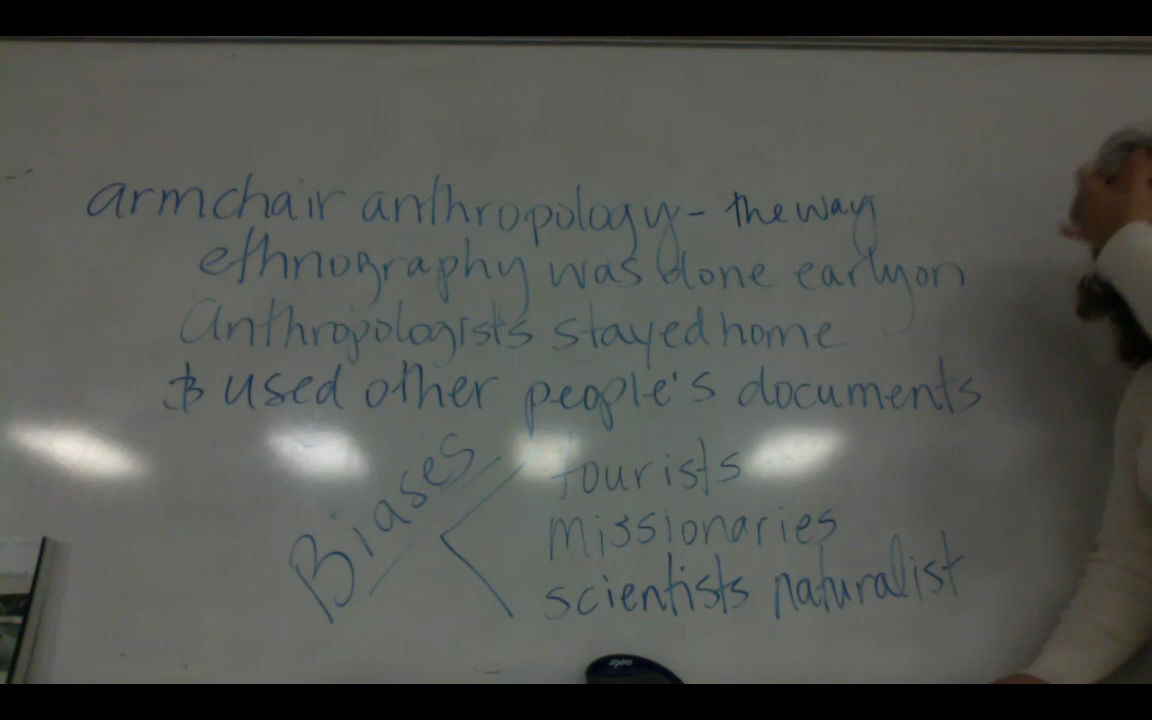 armchair anthropology - the way
ethnography was done early on
Anthropologists stayed home
& used other people's documents
Biases
tourists
missionaries
scientists naturalist
expo